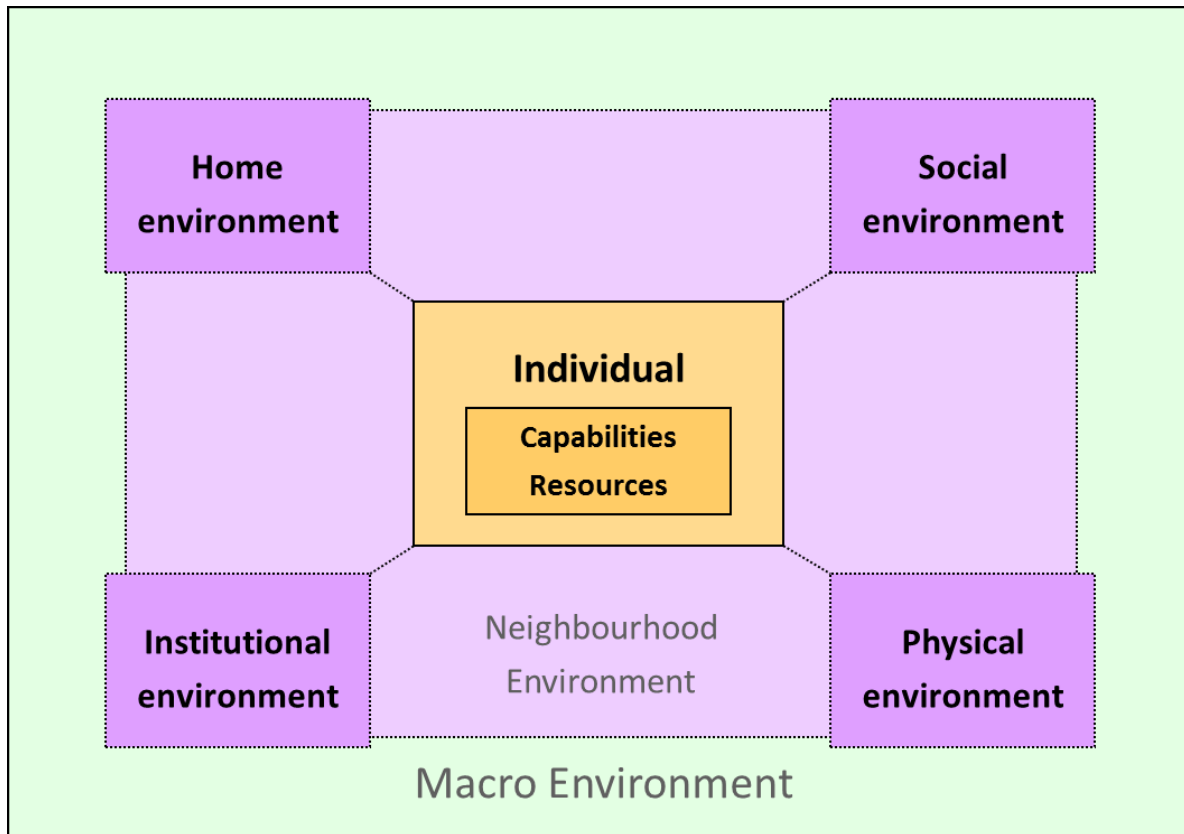 Home
environment
Social
environment
Individual
Capabilities
Resources
Institutional
environment
Neighbourhood
Environment
Physical
environment
Macro Environment